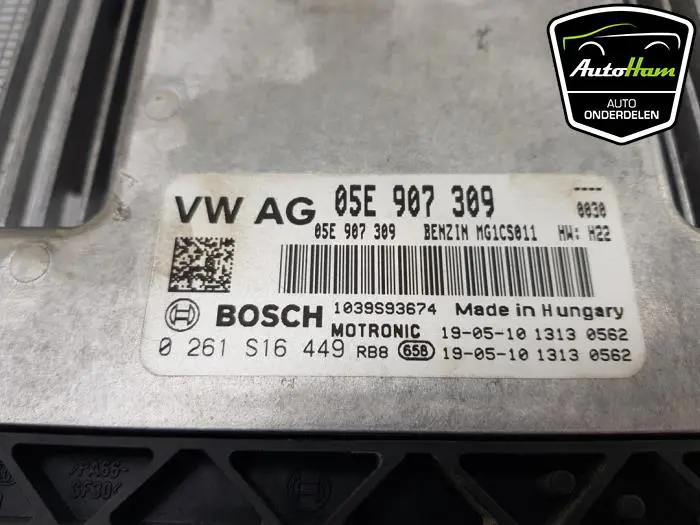 AutoHam
AUTO
ONDERDELEN
VW AG 05E 907 309 ----
0030
05E 907 309 BENZIN MG1CS011 HW: H22
BOSCH 1039S93674 Made in Hungary
MOTRONIC 19-05-10 1313 0562
0 261 S16 449 RB8 658 19-05-10 1313 0562
>PA66-
GF30<